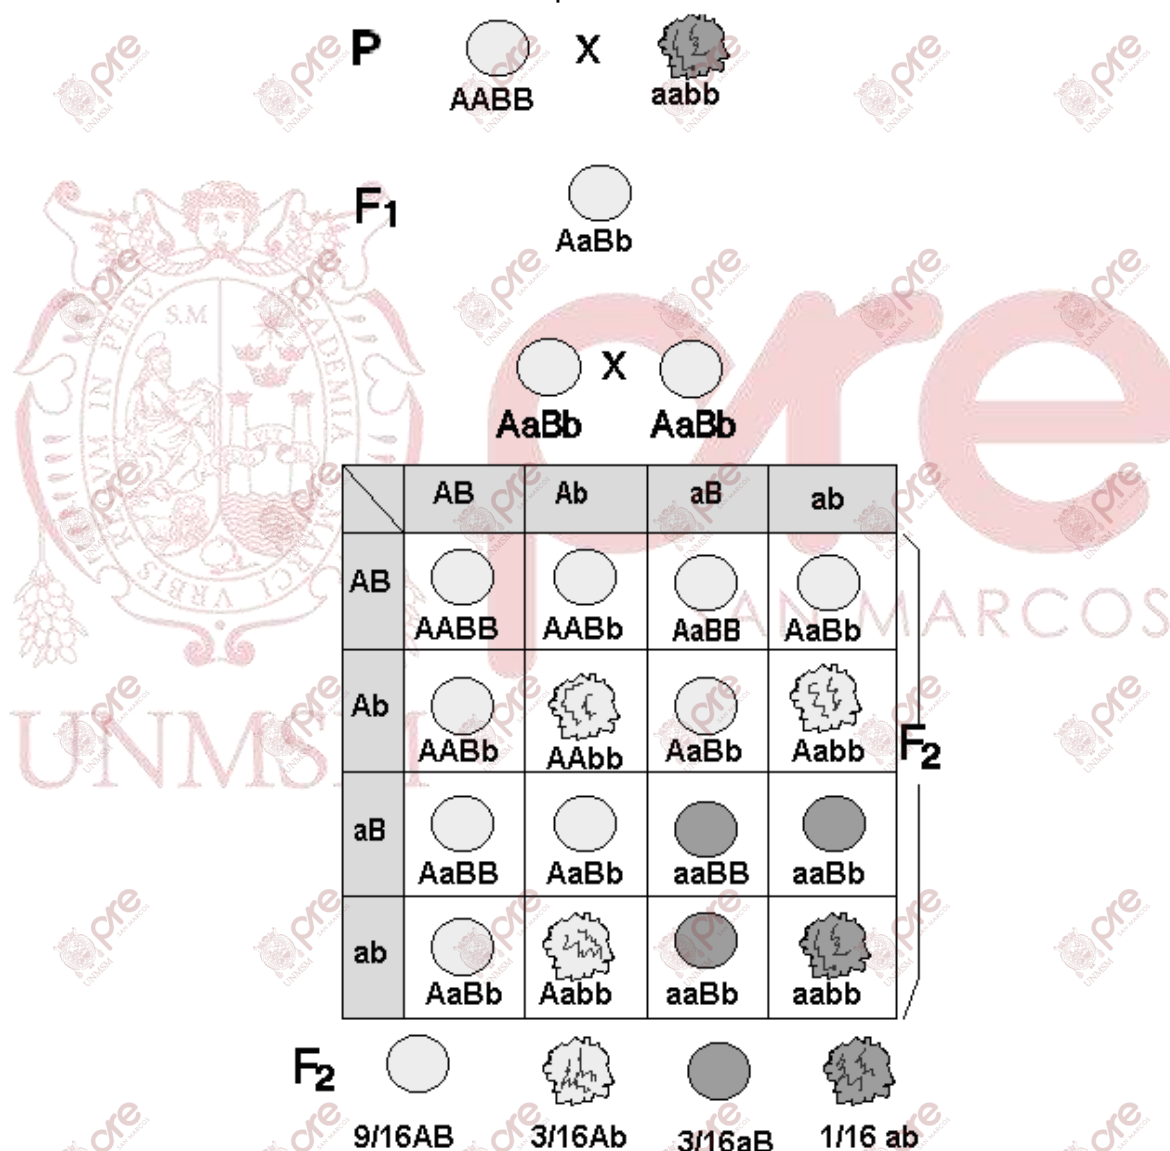 P X
AABB aabb
F1
AaBb
X
AaBb AaBb
AB Ab aB ab
AB
AABB AABb AaBB AaBb
Ab
AABb AAbb AaBb Aabb
F2
aB
AaBB AaBb aaBB aaBb
ab
AaBb Aabb aaBb aabb
F2
9/16AB 3/16Ab 3/16aB 1/16 ab
pre
SAN MARCOS
UNMSM
S.M